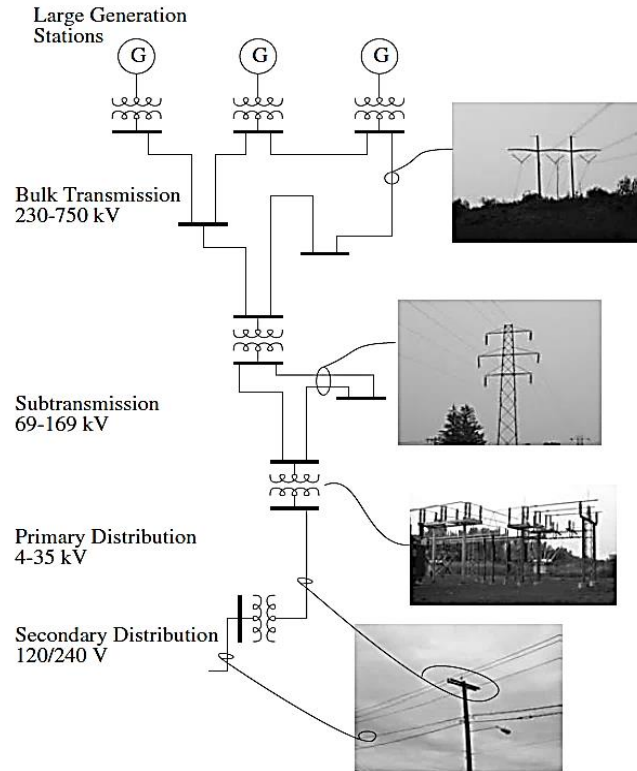 Large Generation
Stations
G
G
G
Bulk Transmission
230-750 kV
Subtransmission
69-169 kV
Primary Distribution
4-35 kV
Secondary Distribution
120/240 V